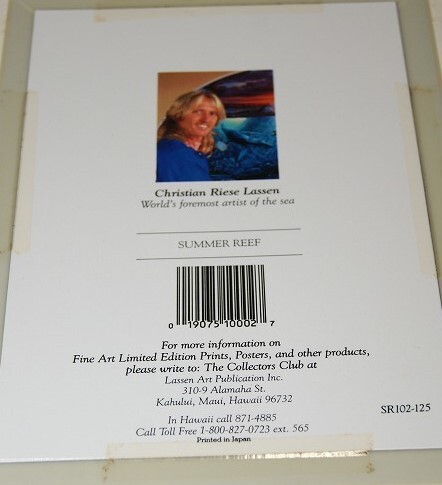 Christian Riese Lassen
World's foremost artist of the sea
SUMMER REEF
0 19075 10002 7
For more information on
Fine Art Limited Edition Prints, Posters, and other products,
please write to: The Collectors Club at
Lassen Art Publication Inc.
310-9 Alamaha St.
Kahului, Maui, Hawaii 96732
SR102-125
In Hawaii call 871-4885
Call Toll Free 1-800-827-0723 ext. 565
Printed in Japan